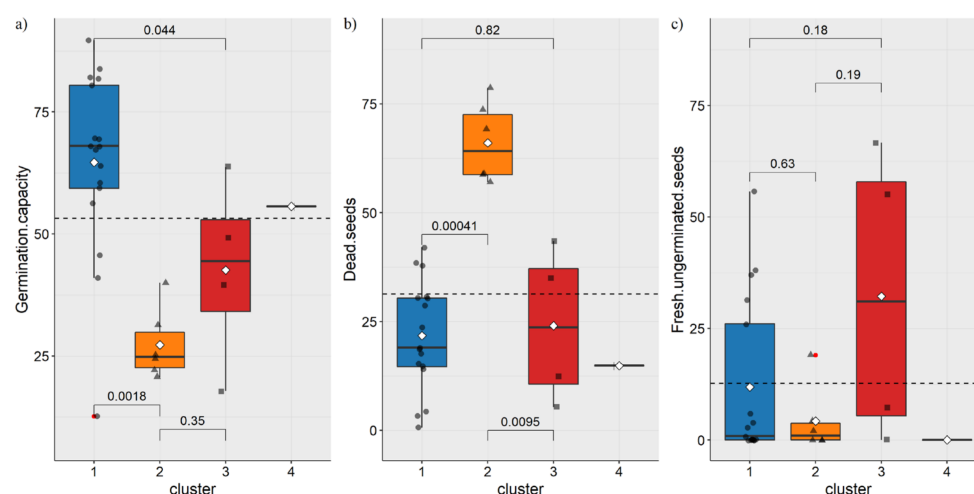 a)
0.044
75
50
25
0.0018
0.35
Germination.capacity
1 2 3 4
cluster
b)
0.82
75
50
0.00041
25
0
0.0095
Dead.seeds
1 2 3 4
cluster
c)
0.18
0.19
75
0.63
50
25
0
Fresh.ungerminated.seeds
1 2 3 4
cluster